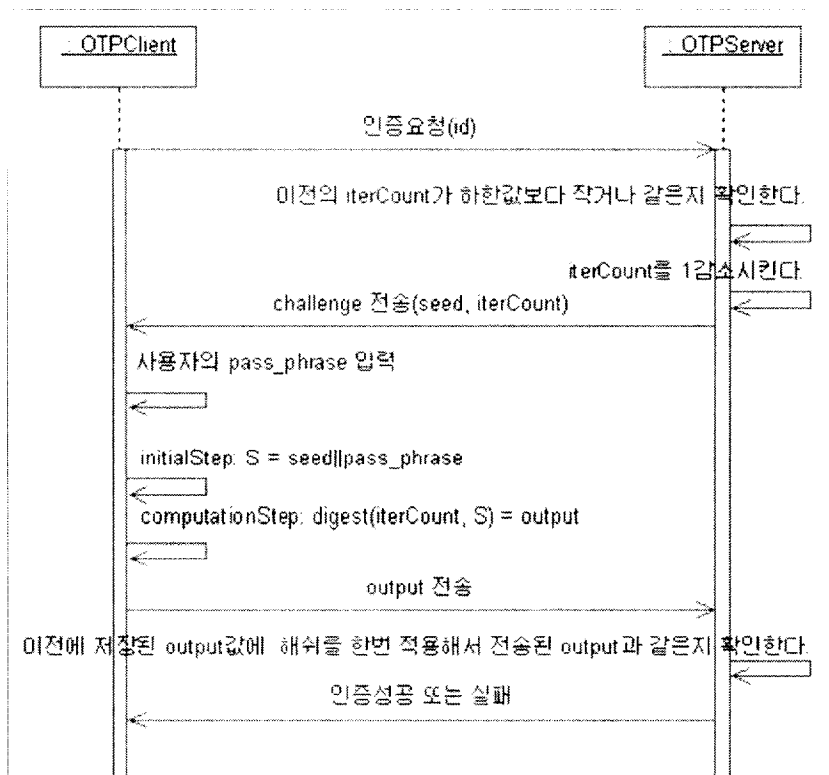 : OTPClient
: OTPServer
인증요청(id)
이전의 iterCount가 하한값보다 작거나 같은지 확인한다.
iterCount를 1감소시킨다.
challenge 전송(seed, iterCount)
사용자의 pass_phrase 입력
initialStep: S = seed||pass_phrase
computationStep: digest(iterCount, S) = output
output 전송
이전에 저장된 output값에 해쉬를 한번 적용해서 전송된 output과 같은지 확인한다.
인증성공 또는 실패